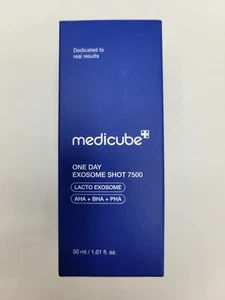 Dedicated to
real results
medicube
ONE DAY
EXOSOME SHOT 7500
LACTO EXOSOME
AHA + BHA + PHA
30 ml / 1.01 fl. oz.